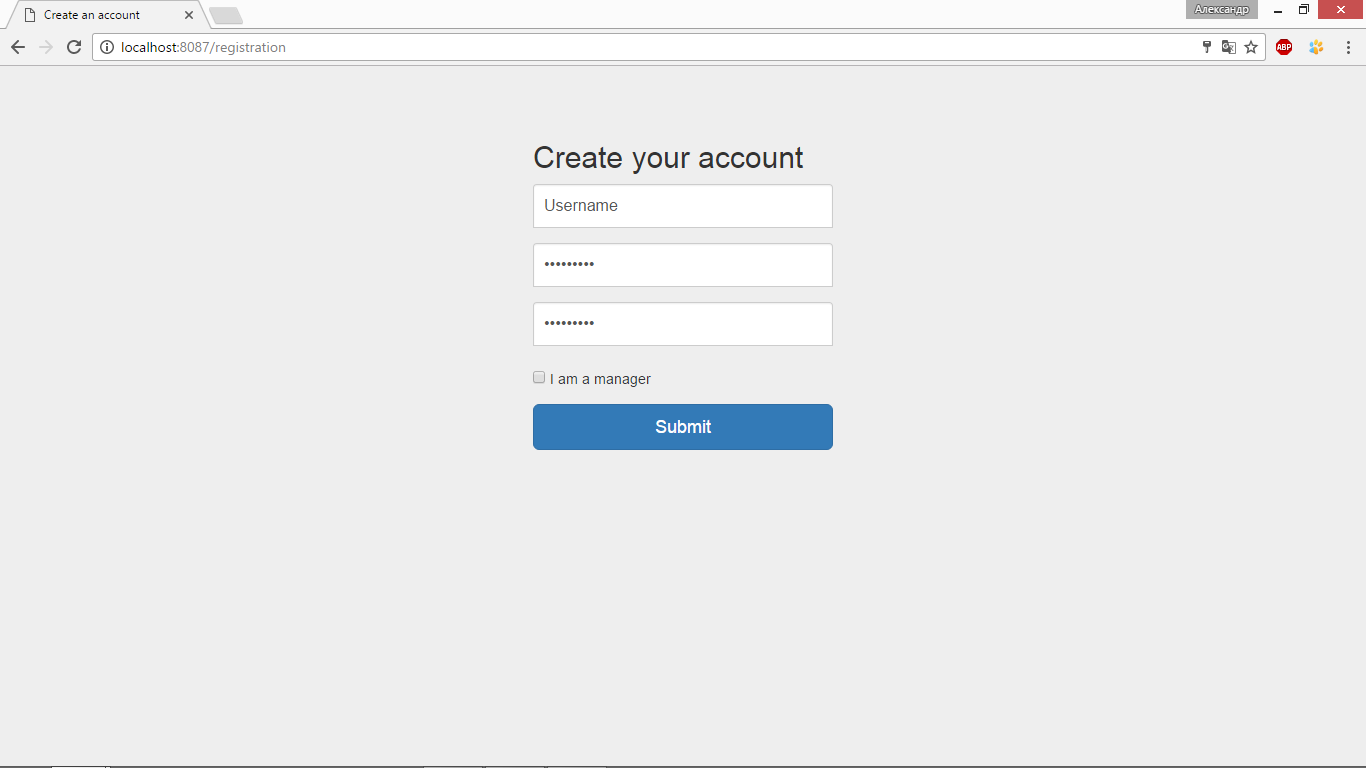 Create an account
Александр
localhost:8087/registration
ABP
Create your account
Username
•••••••••
•••••••••
I am a manager
Submit